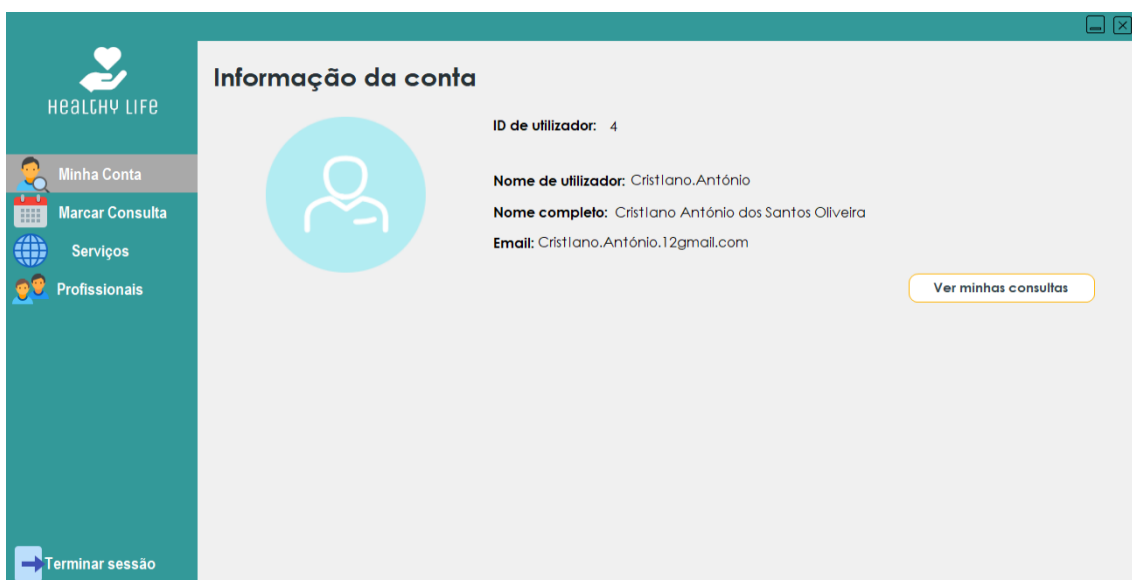 HEALTHY LIFE
Minha Conta
Marcar Consulta
Serviços
Profissionais
Terminar sessão
Informação da conta
ID de utilizador: 4
Nome de utilizador: CristIano.António
Nome completo: CristIano António dos Santos Oliveira
Email: CristIano.António.12gmail.com
Ver minhas consultas